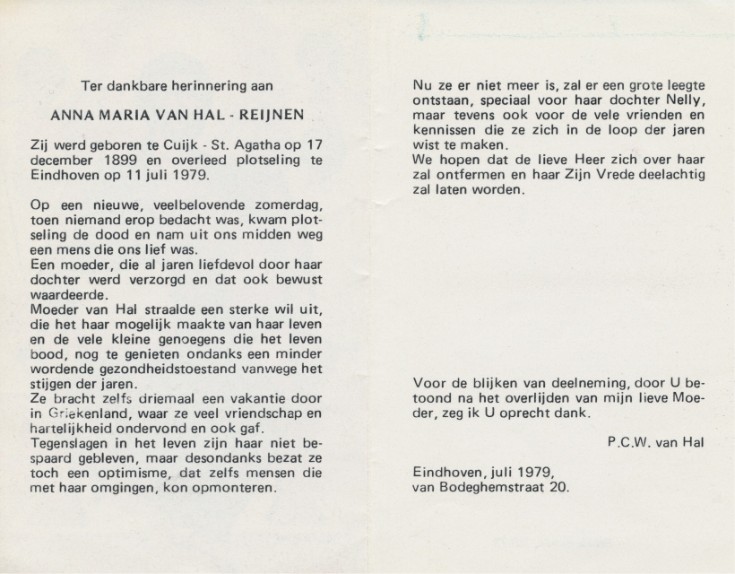 Ter dankbare herinnering aan
ANNA MARIA VAN HAL - REIJNEN
Zij werd geboren te Cuijk - St. Agatha op 17
december 1899 en overleed plotseling te
Eindhoven op 11 juli 1979.
Op een nieuwe, veelbelovende zomerdag,
toen niemand erop bedacht was, kwam plot-
seling de dood en nam uit ons midden weg
een mens die ons lief was.
Een moeder, die al jaren liefdevol door haar
dochter werd verzorgd en dat ook bewust
waardeerde.
Moeder van Hal straalde een sterke wil uit,
die het haar mogelijk maakte van haar leven
en de vele kleine genoegens die het leven
bood, nog te genieten ondanks een minder
wordende gezondheidstoestand vanwege het
stijgen der jaren.
Ze bracht zelfs driemaal een vakantie door
in Griekenland, waar ze veel vriendschap en
hartelijkheid ondervond en ook gaf.
Tegenslagen in het leven zijn haar niet be-
spaard gebleven, maar desondanks bezat ze
toch een optimisme, dat zelfs mensen die
met haar omgingen, kon opmonteren.
Nu ze er niet meer is, zal er een grote leegte
ontstaan, speciaal voor haar dochter Nelly,
maar tevens ook voor de vele vrienden en
kennissen die ze zich in de loop der jaren
wist te maken.
We hopen dat de lieve Heer zich over haar
zal ontfermen en haar Zijn Vrede deelachtig
zal laten worden.
Voor de blijken van deelneming, door U be-
toond na het overlijden van mijn lieve Moe-
der, zeg ik U oprecht dank.
P.C.W. van Hal
Eindhoven, juli 1979,
van Bodeghemstraat 20.